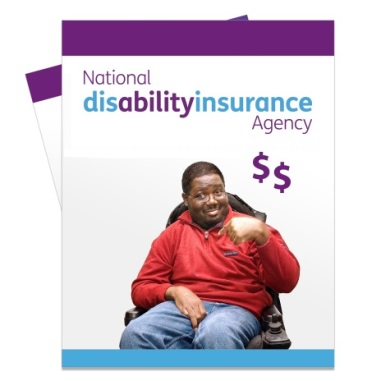 National
disabilityinsurance
Agency
$$